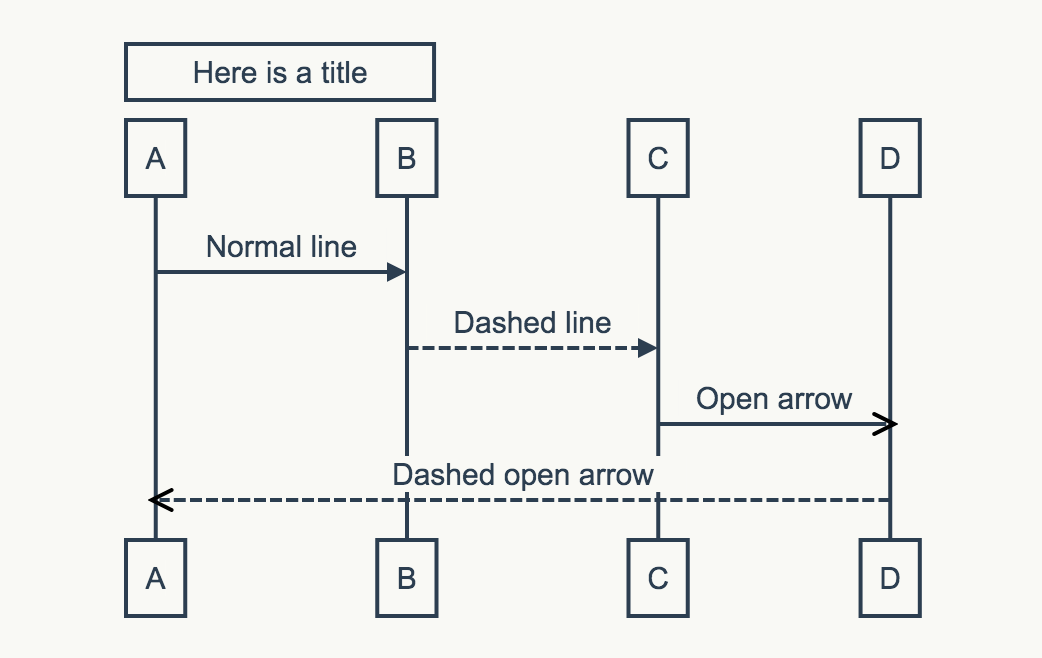 Here is a title
A
B
C
D
Normal line
Dashed line
Open arrow
Dashed open arrow
A
B
C
D